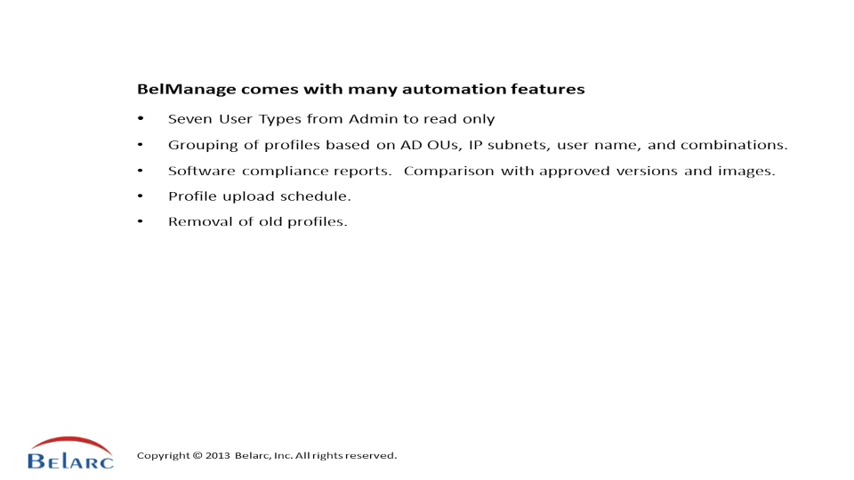 BelManage comes with many automation features
• Seven User Types from Admin to read only
• Grouping of profiles based on AD OUs, IP subnets, user name, and combinations.
• Software compliance reports.  Comparison with approved versions and images.
• Profile upload schedule.
• Removal of old profiles.
BELARC
Copyright © 2013 Belarc, Inc. All rights reserved.